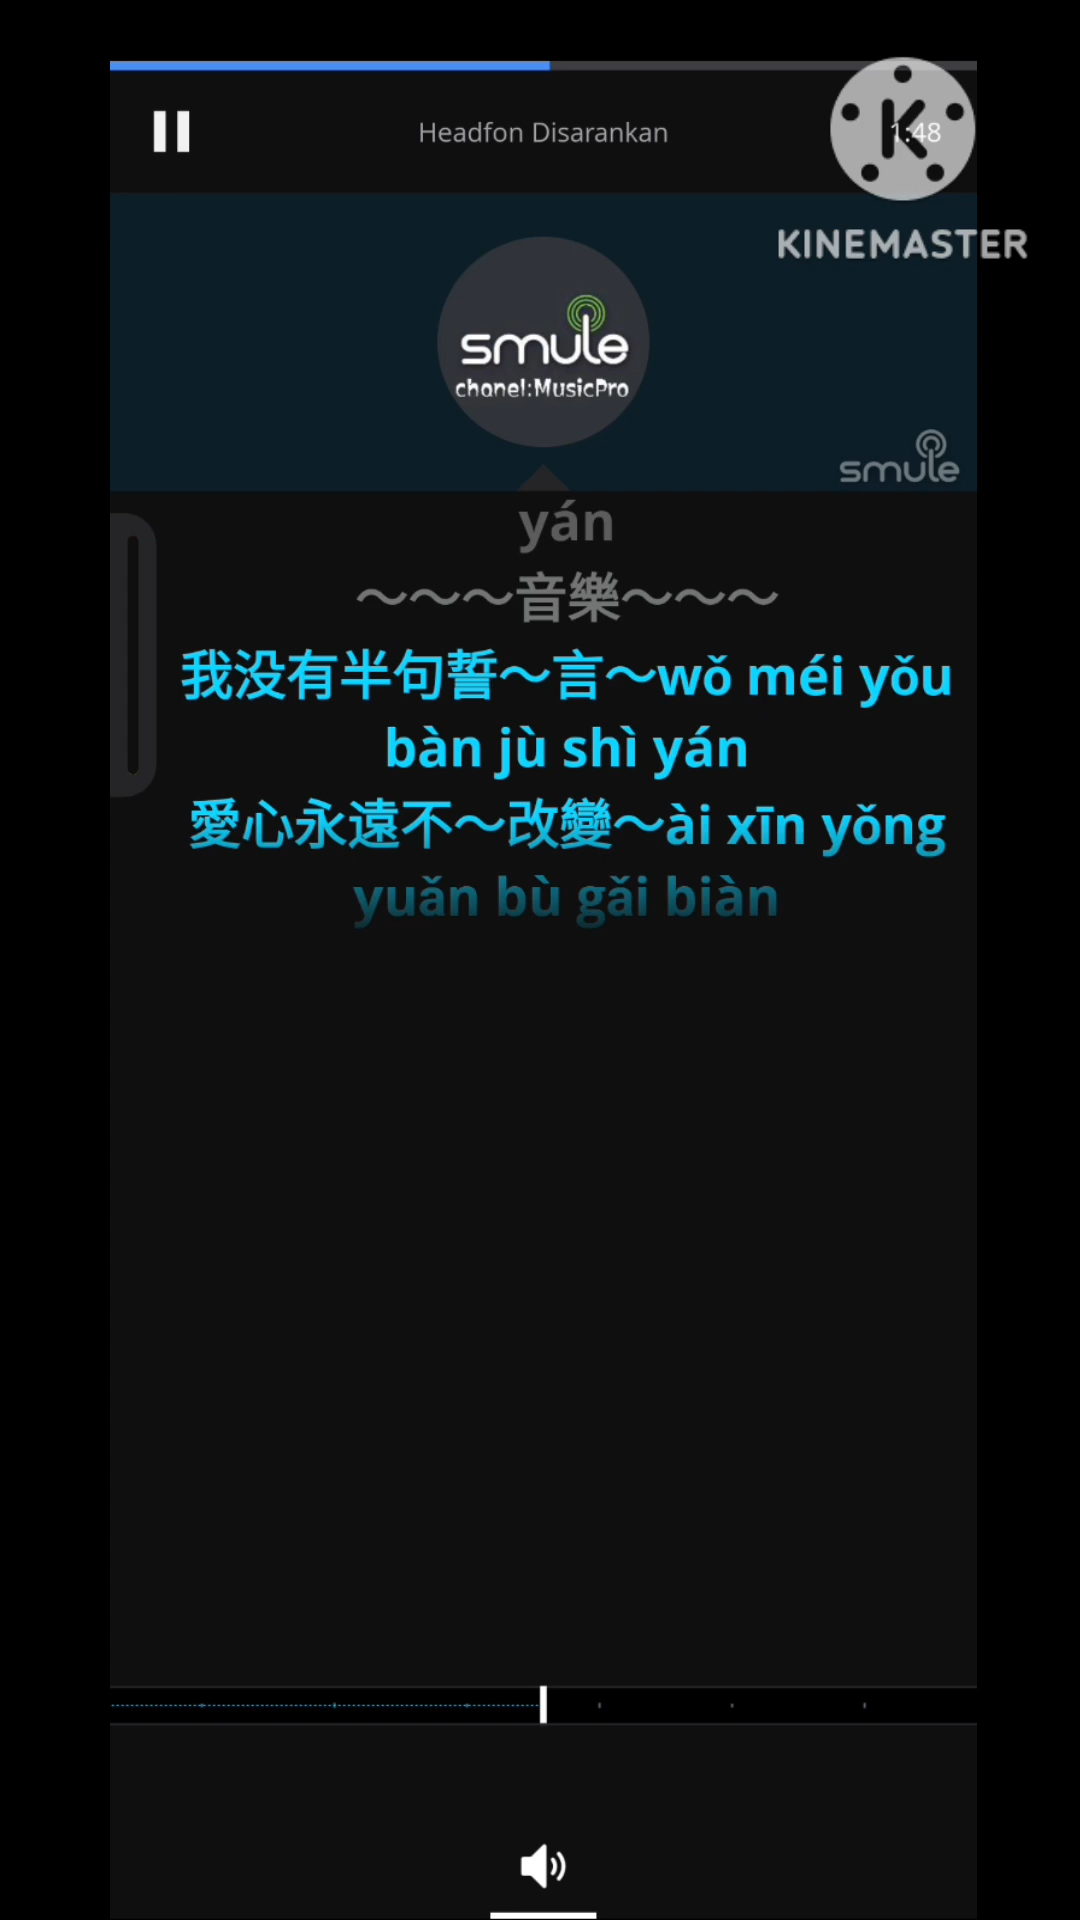 Headfon Disarankan
1:48
KINEMASTER
smule
chanel:MusicPro
smule
yán
～～～音樂～～～
我没有半句誓～言～wǒ méi yǒu
bàn jù shì yán
愛心永遠不～改變～ài xīn yǒng
yuǎn bù gǎi biàn